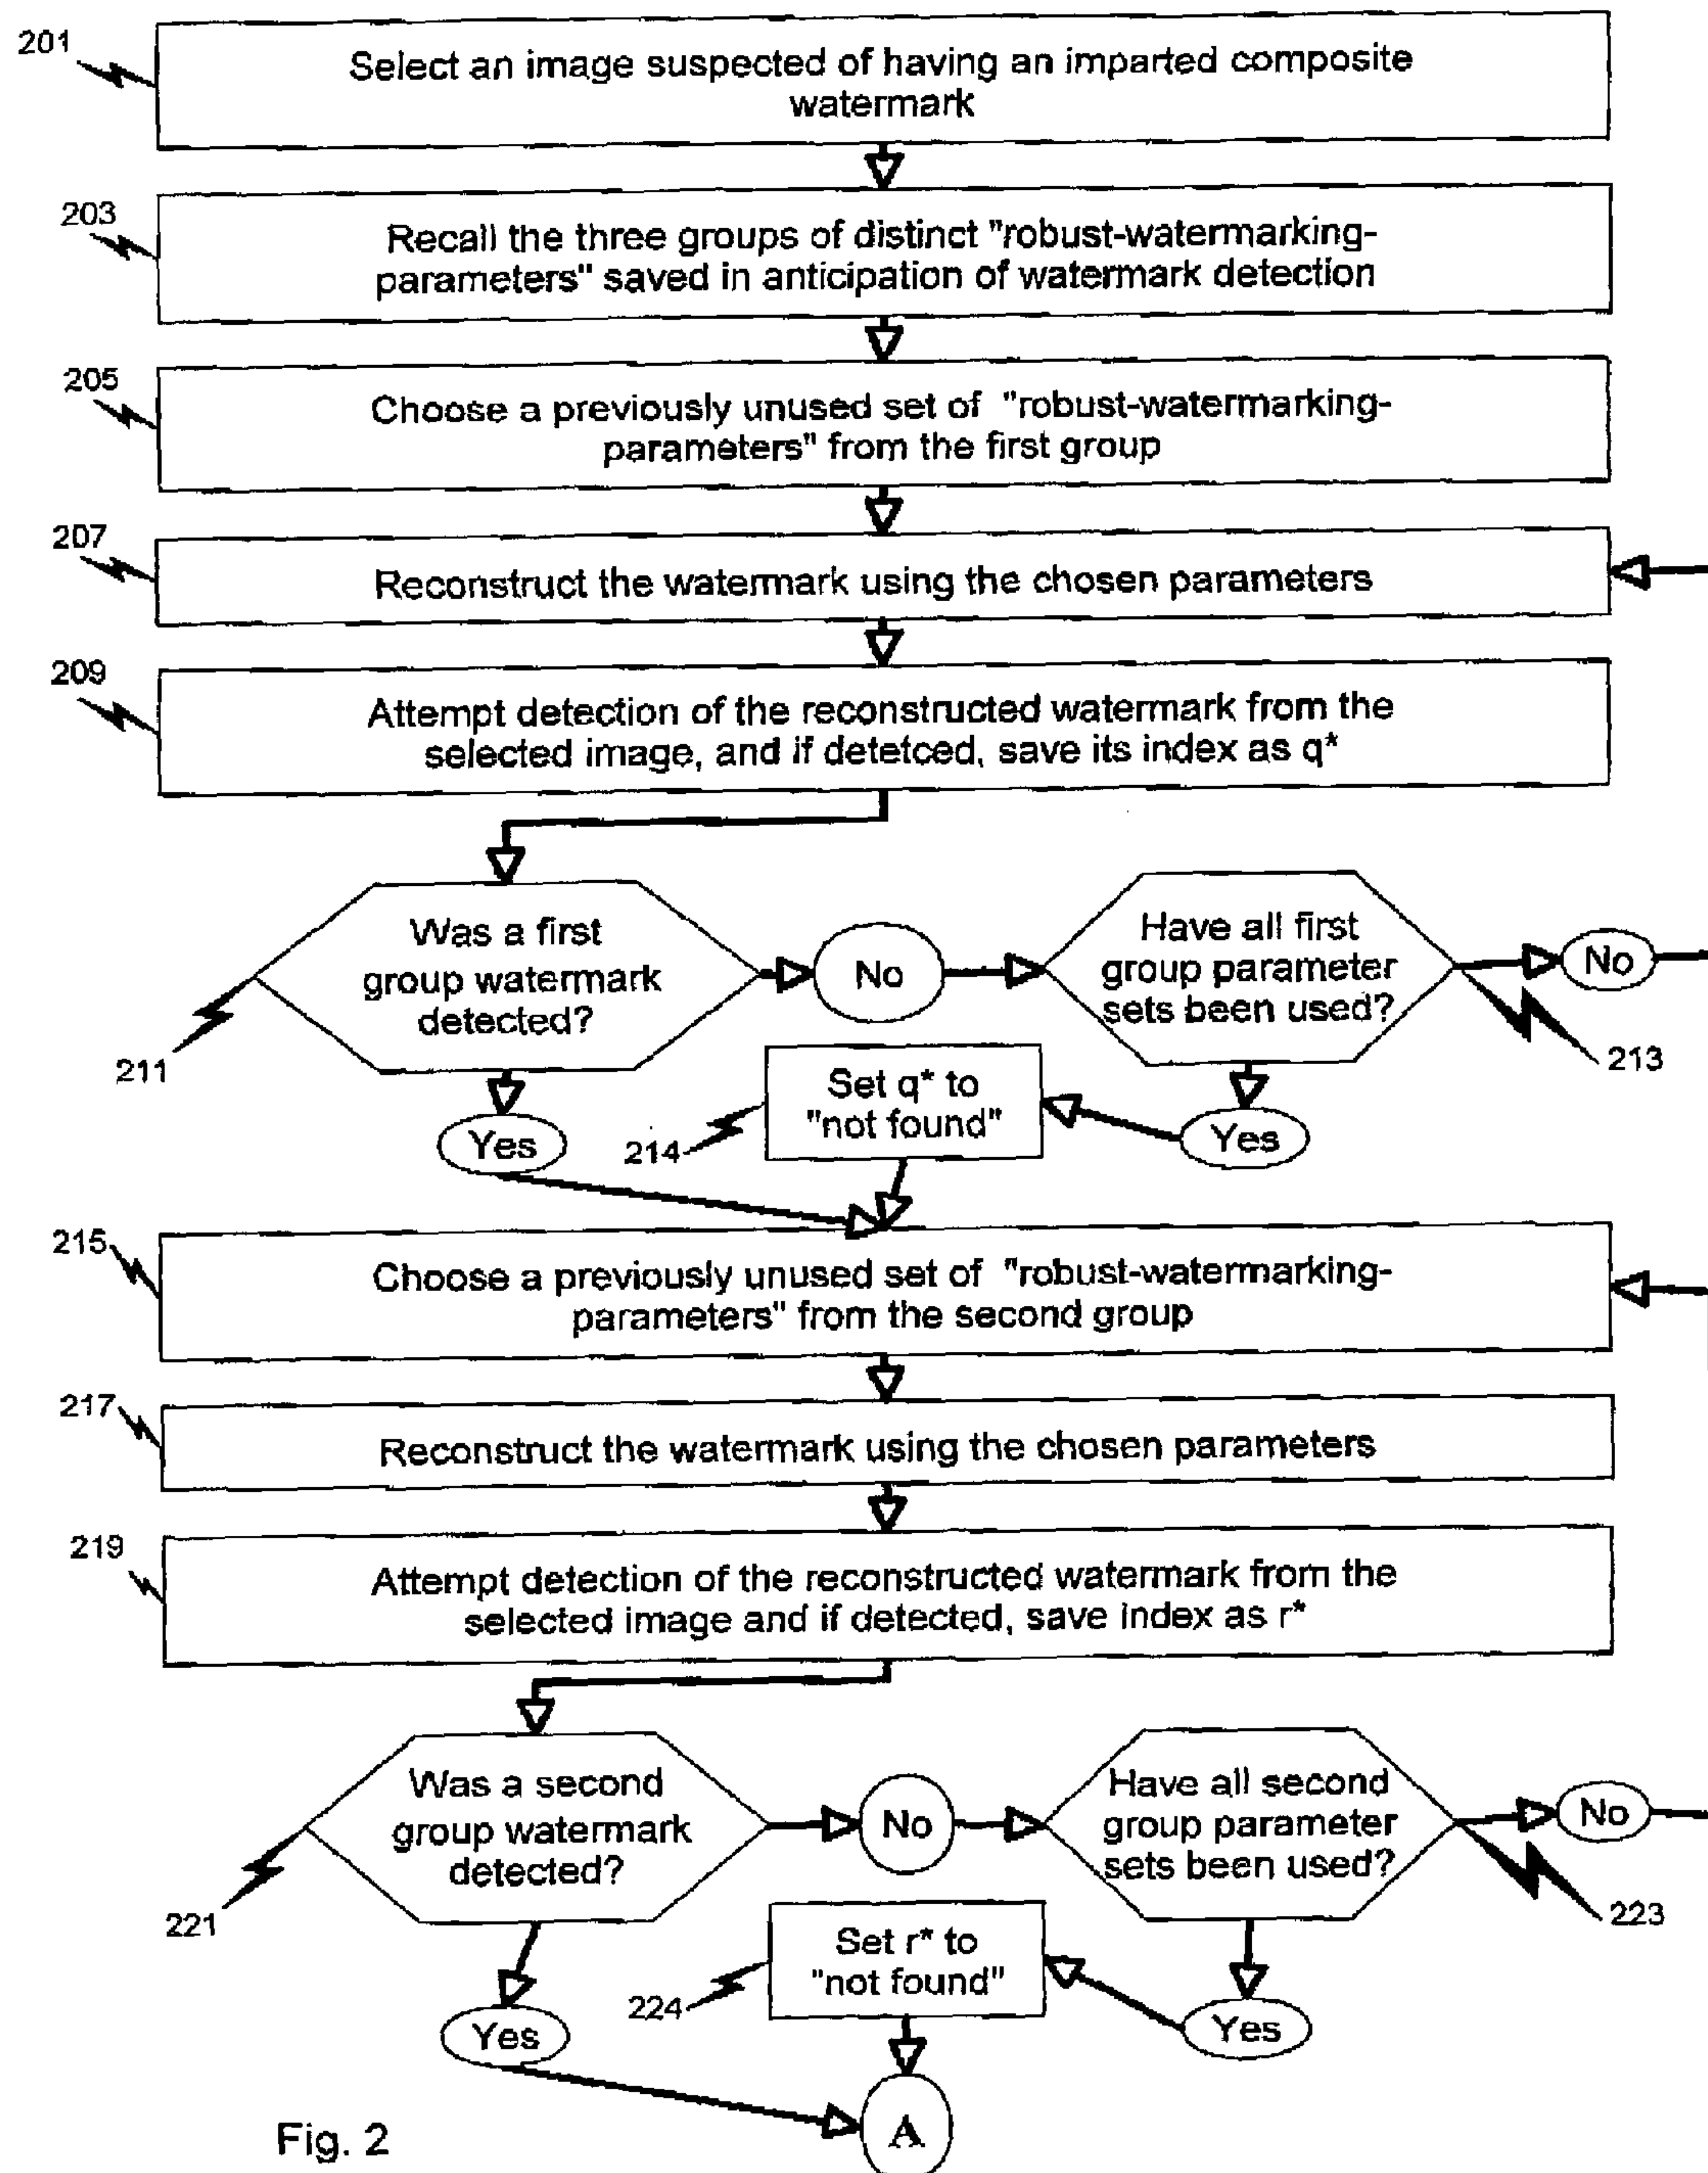 201
Select an image suspected of having an imparted composite
watermark
203
Recall the three groups of distinct "robust-watermarking-
parameters" saved in anticipation of watermark detection
205
Choose a previously unused set of "robust-watermarking-
parameters" from the first group
207
Reconstruct the watermark using the chosen parameters
209
Attempt detection of the reconstructed watermark from the
selected image, and if detetced, save its index as q*
Was a first
group watermark
detected?
No
Have all first
group parameter
sets been used?
No
211
213
Yes
214
Set q* to
"not found"
Yes
215
Choose a previously unused set of "robust-watermarking-
parameters" from the second group
217
Reconstruct the watermark using the chosen parameters
219
Attempt detection of the reconstructed watermark from the
selected image and if detected, save index as r*
Was a second
group watermark
detected?
No
Have all second
group parameter
sets been used?
No
221
223
Yes
224
Set r* to
"not found"
Yes
A
Fig. 2